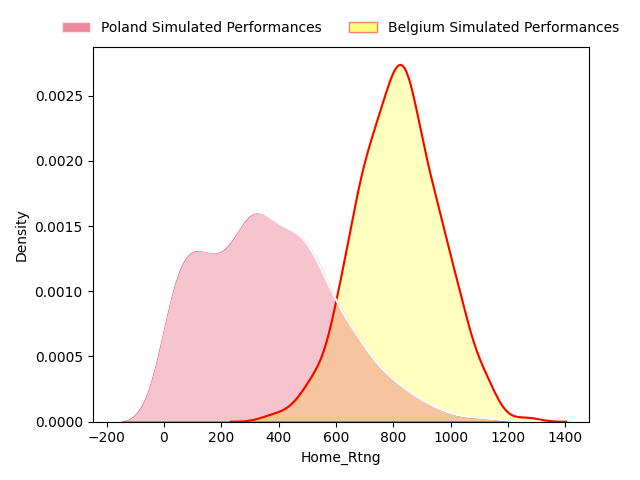 Poland Simulated Performances Belgium Simulated Performances
0.0025
0.0020
0.0015
0.0010
0.0005
0.0000
Density
−200 0 200 400 600 800 1000 1200 1400
Home_Rtng